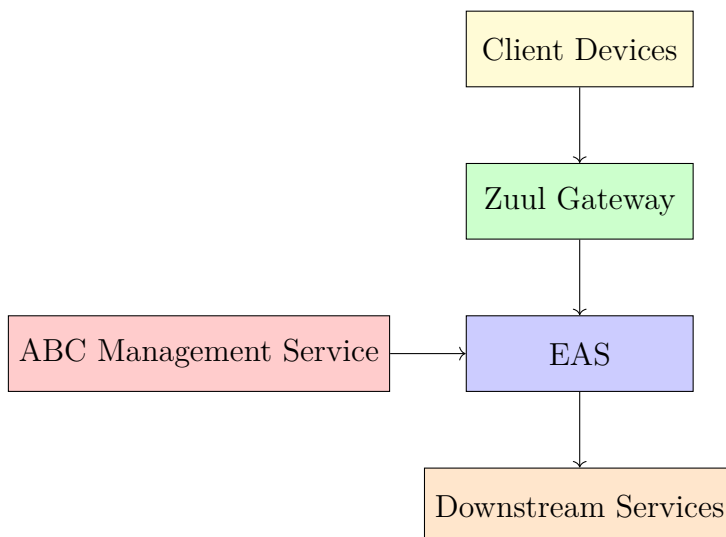 Client Devices
Zuul Gateway
ABC Management Service
EAS
Downstream Services